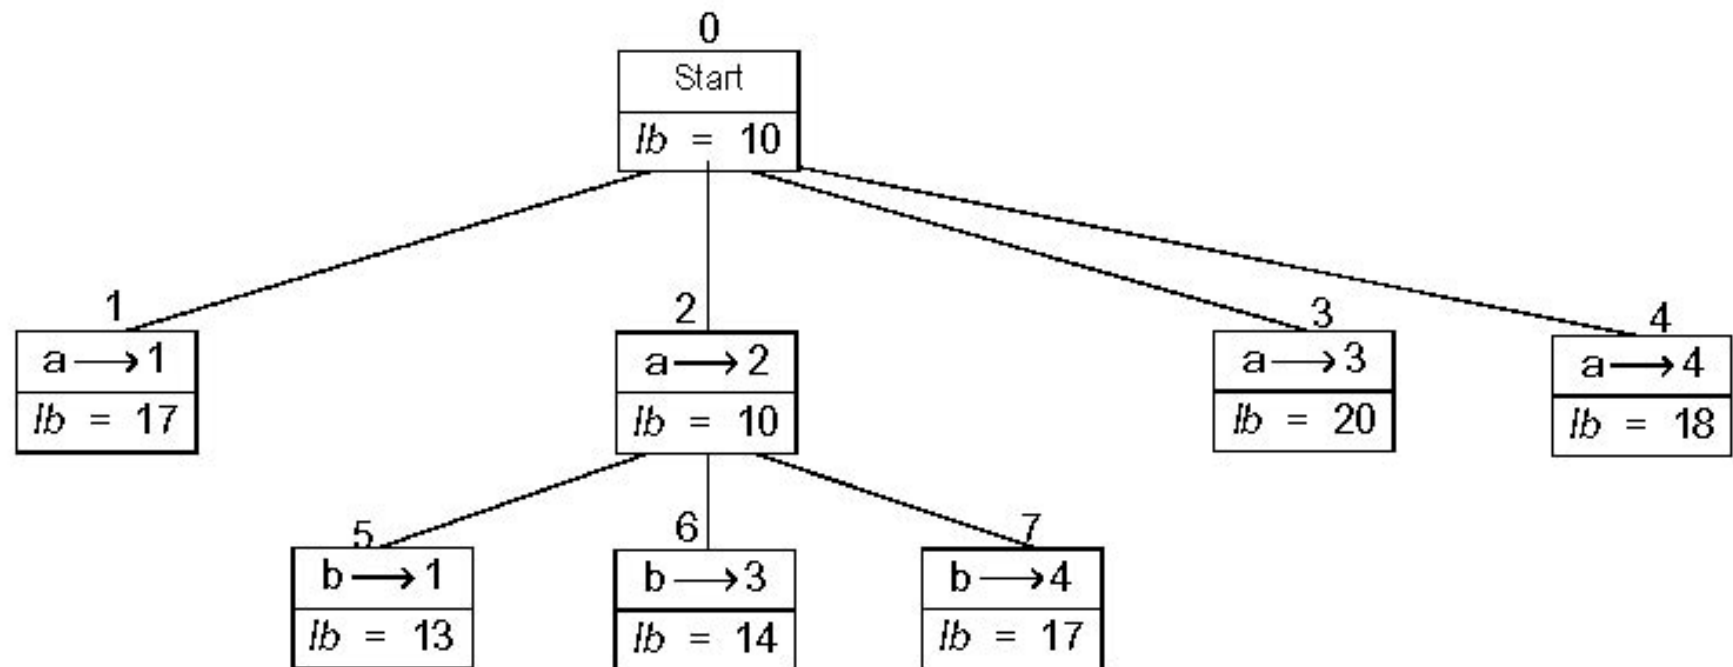 0
Start
lb = 10
1
2
3
4
a⟶1
a⟶2
a⟶3
a⟶4
lb = 17
lb = 10
lb = 20
lb = 18
5
6
7
b⟶1
b⟶3
b⟶4
lb = 13
lb = 14
lb = 17